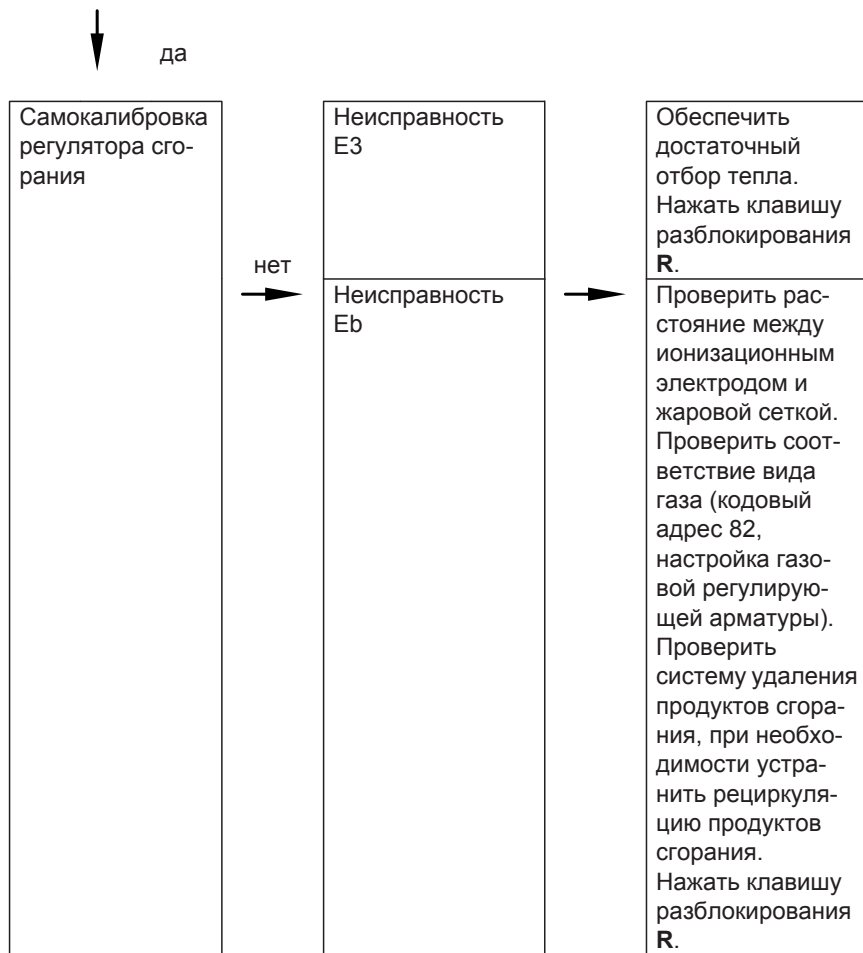 да
Самокалибровка
регулятора сго-
рания
нет
Неисправность
E3
Обеспечить
достаточный
отбор тепла.
Нажать клавишу
разблокирования
R.
Неисправность
Eb
Проверить рас-
стояние между
ионизационным
электродом и
жаровой сеткой.
Проверить соот-
ветствие вида
газа (кодовый
адрес 82,
настройка газо-
вой регулирую-
щей арматуры).
Проверить
систему удаления
продуктов сгора-
ния, при необхо-
димости устра-
нить рециркуля-
цию продуктов
сгорания.
Нажать клавишу
разблокирования
R.